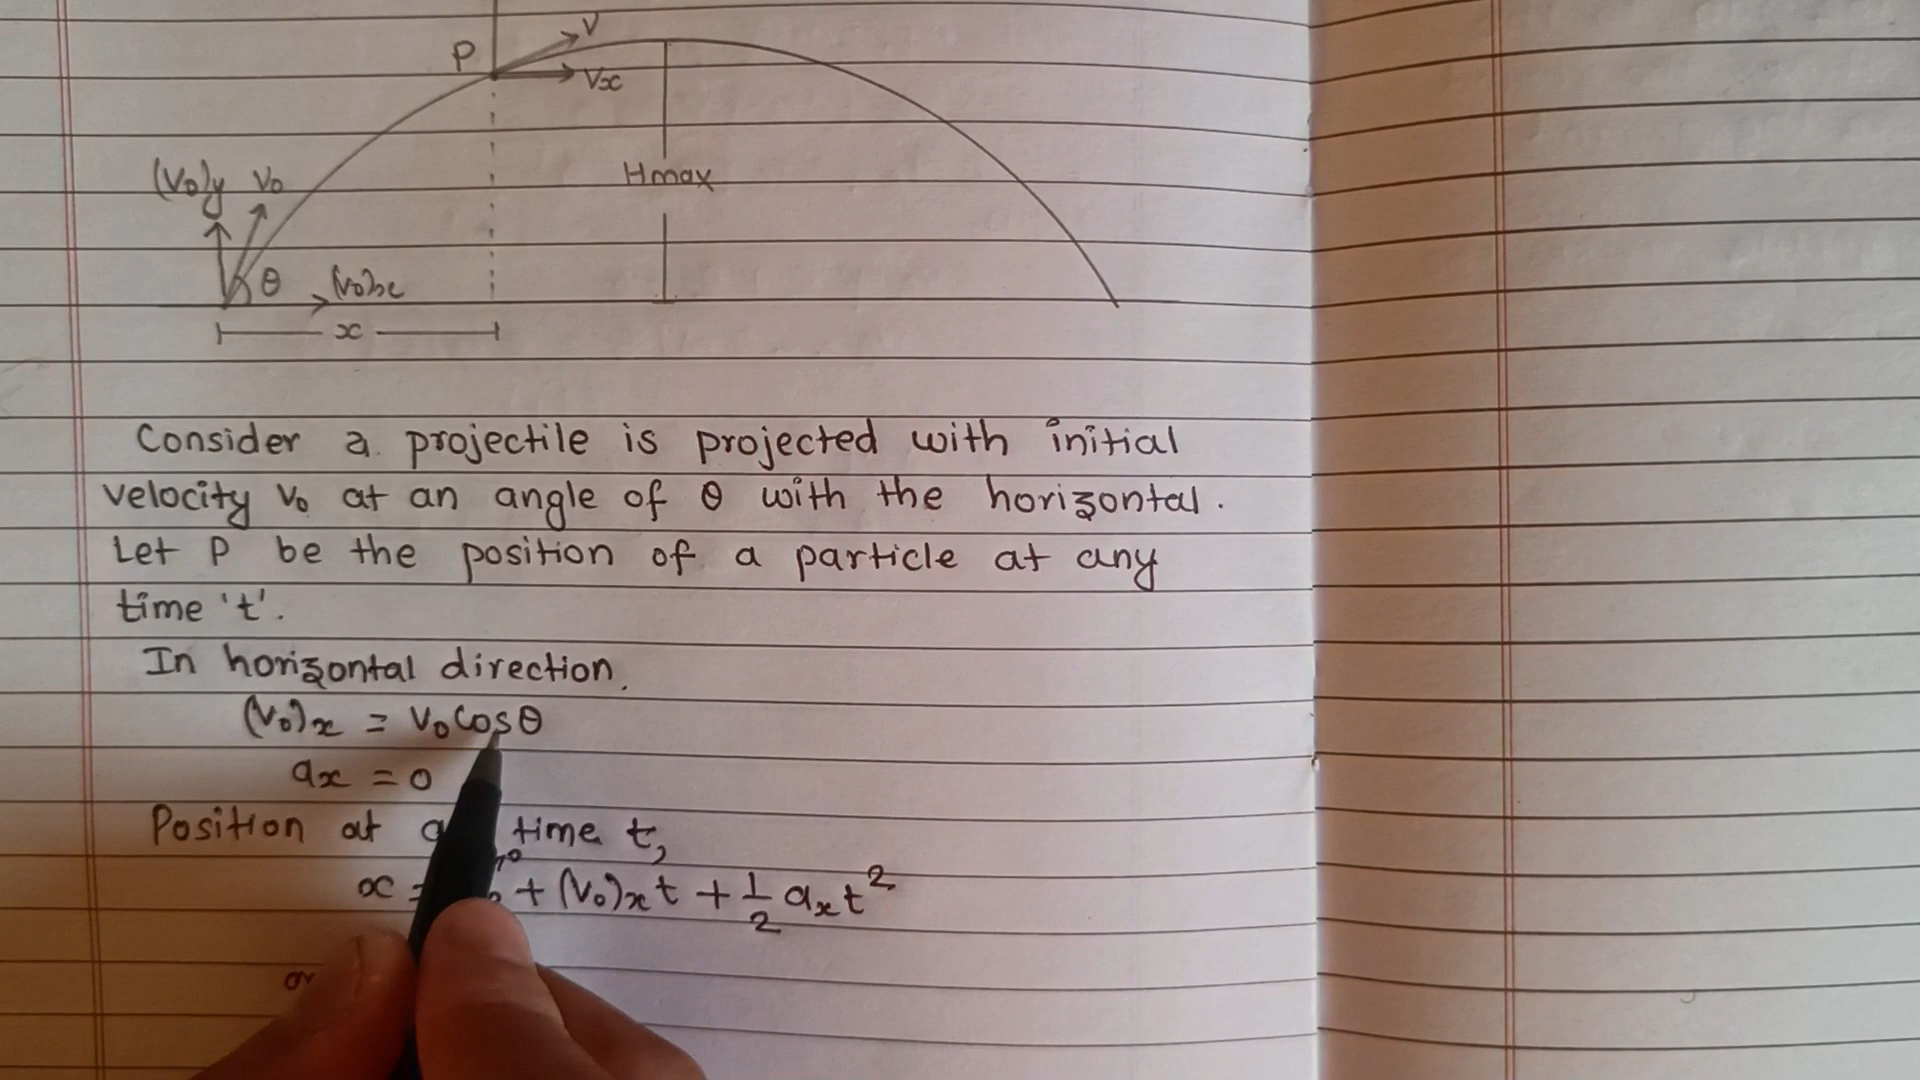 V
P
Vx
(V₀)y V₀
Hmax
θ (V₀)x
x
Consider a projectile is projected with initial
velocity V₀ at an angle of θ with the horizontal.
Let P be the position of a particle at any
time 't'.
In horizontal direction,
(V₀)x = V₀cosθ
ax = 0
Position at time t,
x = + (V₀)xt + 1/2 axt²
or